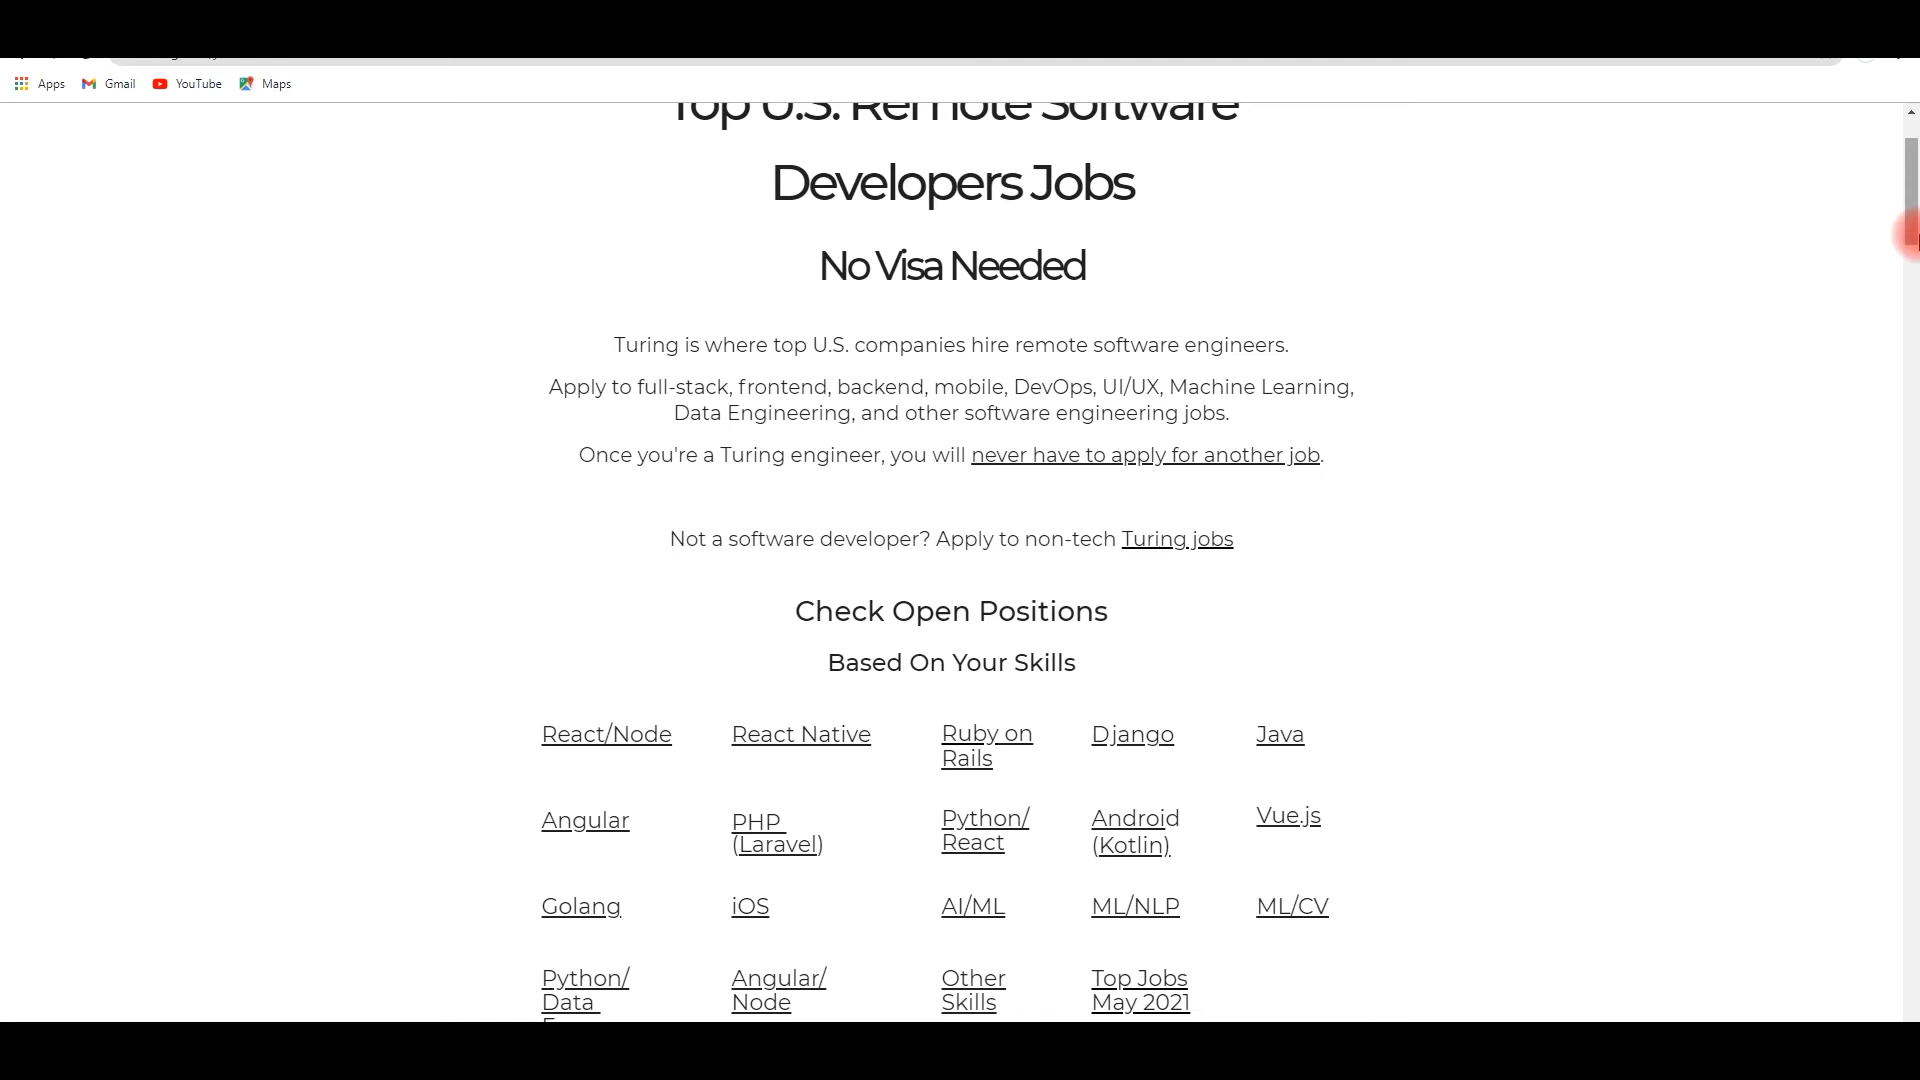 Apps Gmail YouTube Maps
Top U.S. Remote Software
Developers Jobs
No Visa Needed
Turing is where top U.S. companies hire remote software engineers.
Apply to full-stack, frontend, backend, mobile, DevOps, UI/UX, Machine Learning,
Data Engineering, and other software engineering jobs.
Once you're a Turing engineer, you will never have to apply for another job.
Not a software developer? Apply to non-tech Turing jobs
Check Open Positions
Based On Your Skills
React/Node React Native Ruby on Django Java
Rails
Angular PHP Python/ Android Vue.js
(Laravel) React (Kotlin)
Golang iOS AI/ML ML/NLP ML/CV
Python/ Angular/ Other Top Jobs
Data Node Skills May 2021